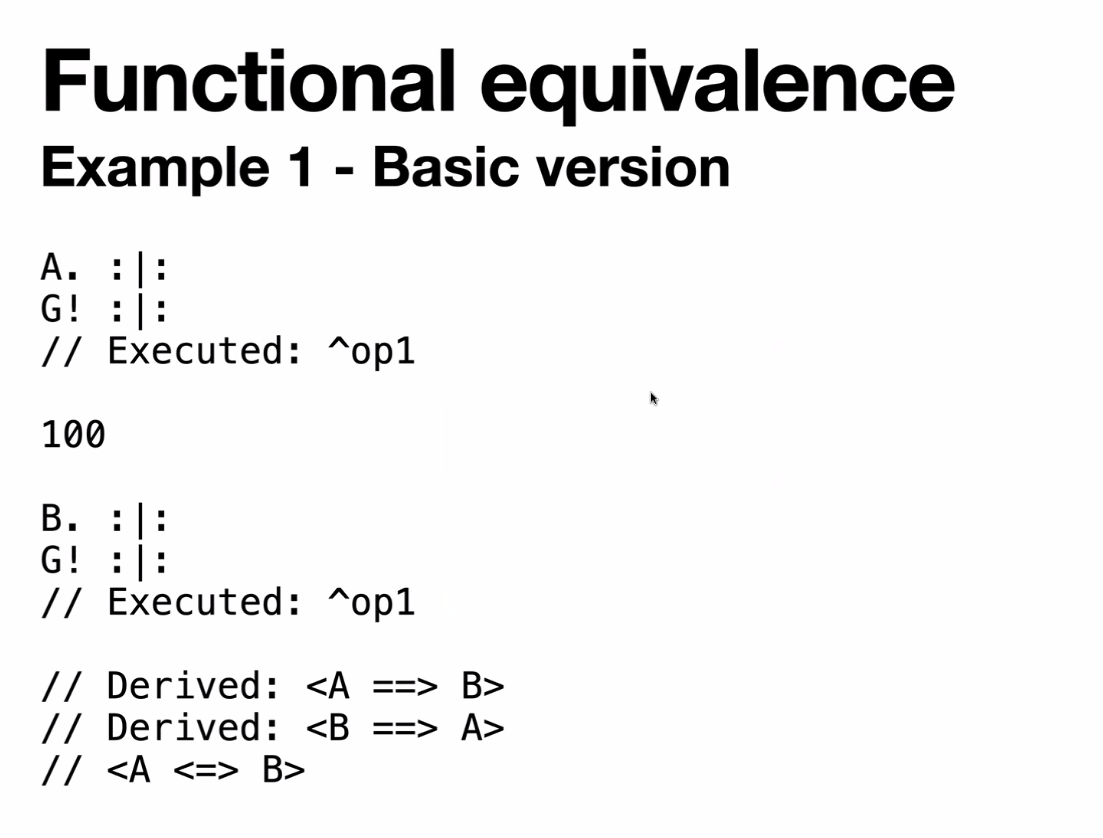 Functional equivalence
Example 1 - Basic version
A. :|:
G! :|:
// Executed: ^op1
100
B. :|:
G! :|:
// Executed: ^op1
// Derived: <A ==> B>
// Derived: <B ==> A>
// <A <=> B>